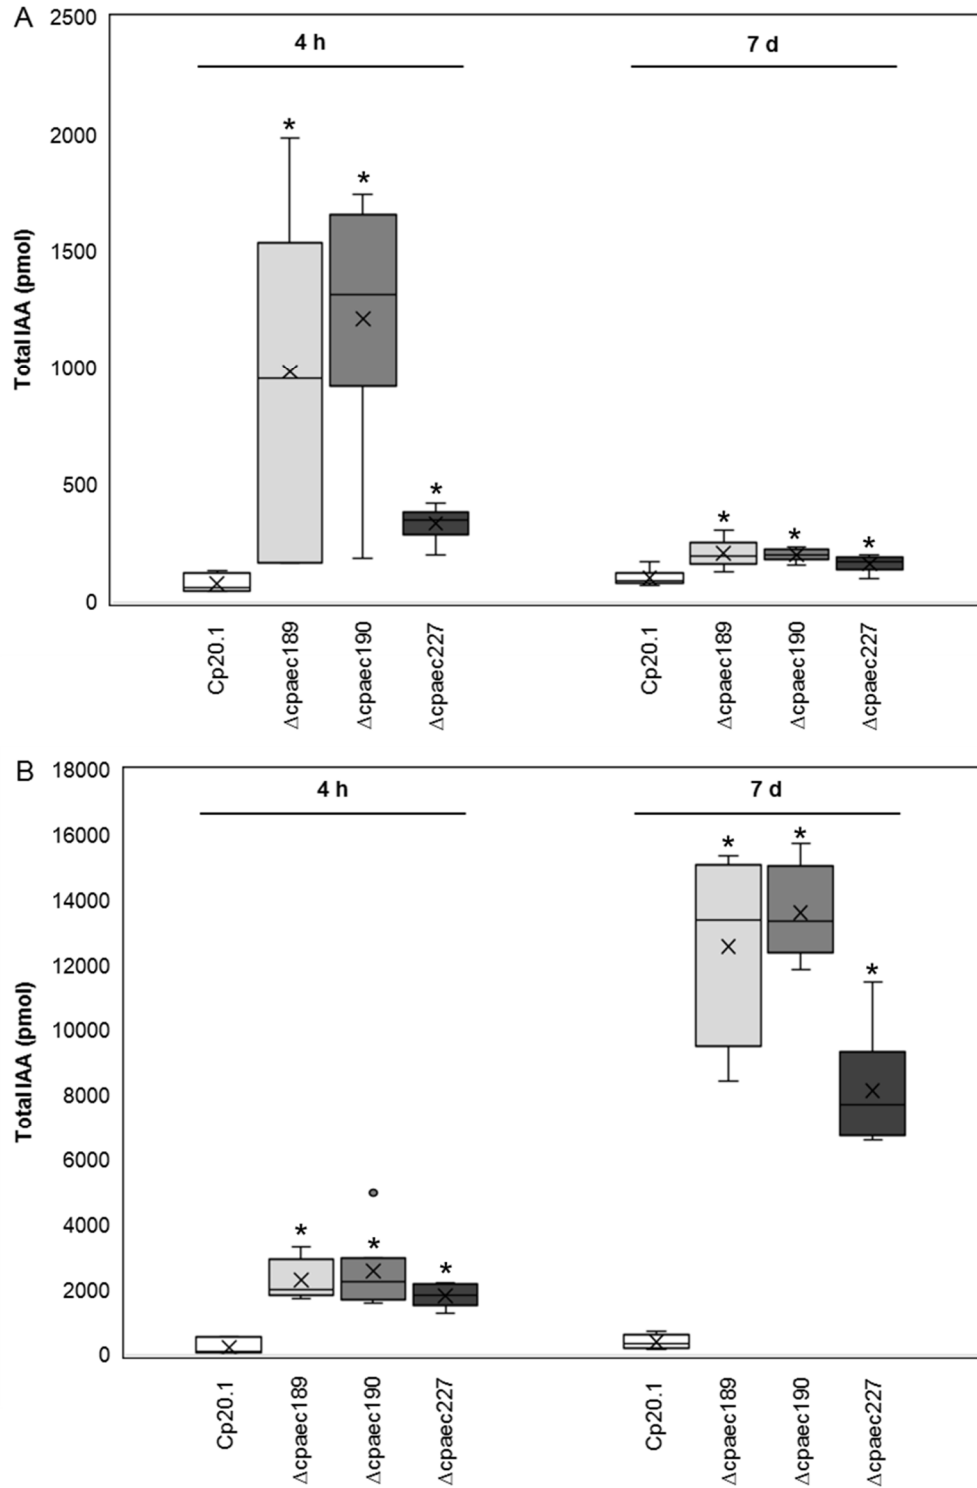 A
2500
4 h
7 d
2000
1500
1000
500
0
Total IAA (pmol)
*
*
*
*
*
*
Cp20.1
Δcpaec189
Δcpaec190
Δcpaec227
Cp20.1
Δcpaec189
Δcpaec190
Δcpaec227
B
18000
4 h
7 d
16000
14000
12000
10000
8000
6000
4000
2000
0
Total IAA (pmol)
*
*
*
*
*
*
Cp20.1
Δcpaec189
Δcpaec190
Δcpaec227
Cp20.1
Δcpaec189
Δcpaec190
Δcpaec227